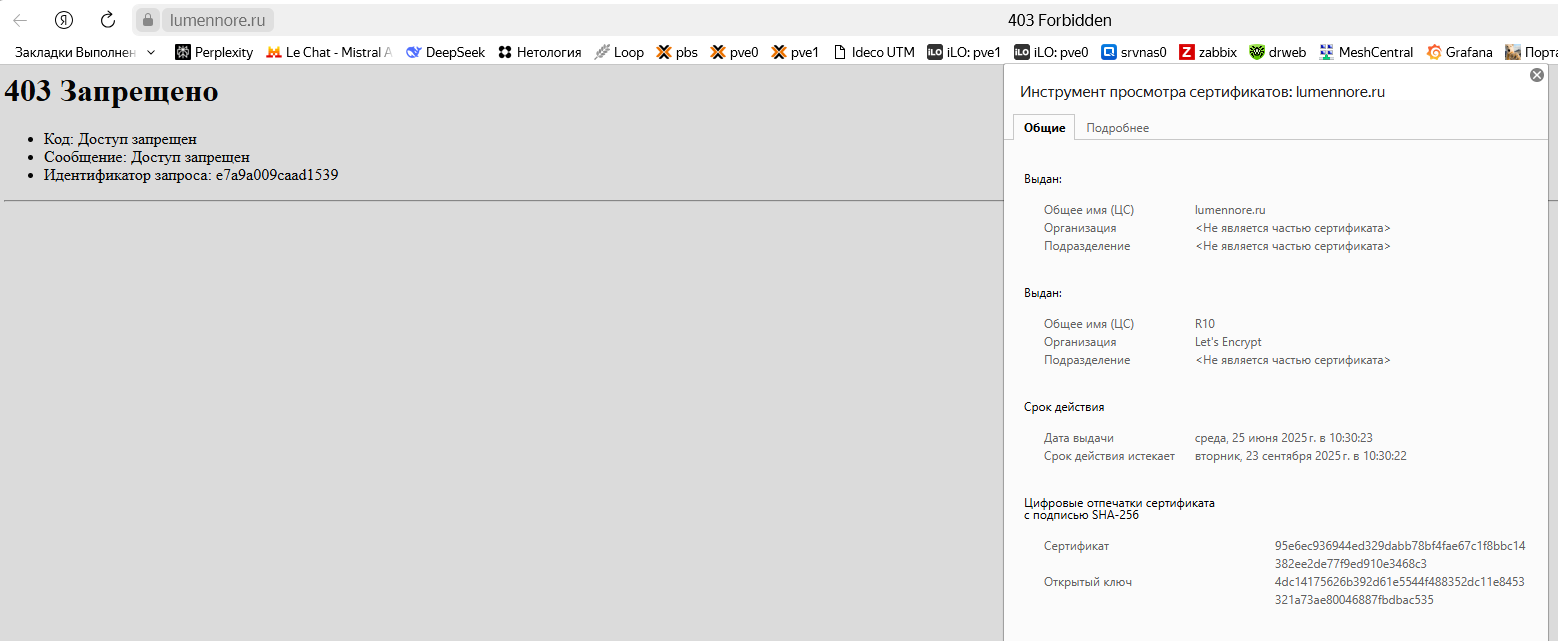 lumennore.ru
403 Forbidden
Закладки Выполнен
Perplexity
Le Chat - Mistral A
DeepSeek
Нетология
Loop
pbs
pve0
pve1
Ideco UTM
iLO: pve1
iLO: pve0
srvnas0
zabbix
drweb
MeshCentral
Grafana
Порта
403 Запрещено
Код: Доступ запрещен
Сообщение: Доступ запрещен
Идентификатор запроса: e7a9a009caad1539
Инструмент просмотра сертификатов: lumennore.ru
Общие
Подробнее
Выдан:
Общее имя (ЦС) lumennore.ru
Организация <Не является частью сертификата>
Подразделение <Не является частью сертификата>
Выдан:
Общее имя (ЦС) R10
Организация Let's Encrypt
Подразделение <Не является частью сертификата>
Срок действия
Дата выдачи среда, 25 июня 2025 г. в 10:30:23
Срок действия истекает вторник, 23 сентября 2025 г. в 10:30:22
Цифровые отпечатки сертификата
с подписью SHA-256
Сертификат 95e6ec936944ed329dabb78bf4fae67c1f8bbc14
382ee2de77f9ed910e3468c3
Открытый ключ 4dc14175626b392d61e5544f488352dc11e8453
321a73ae80046887fbdbac535